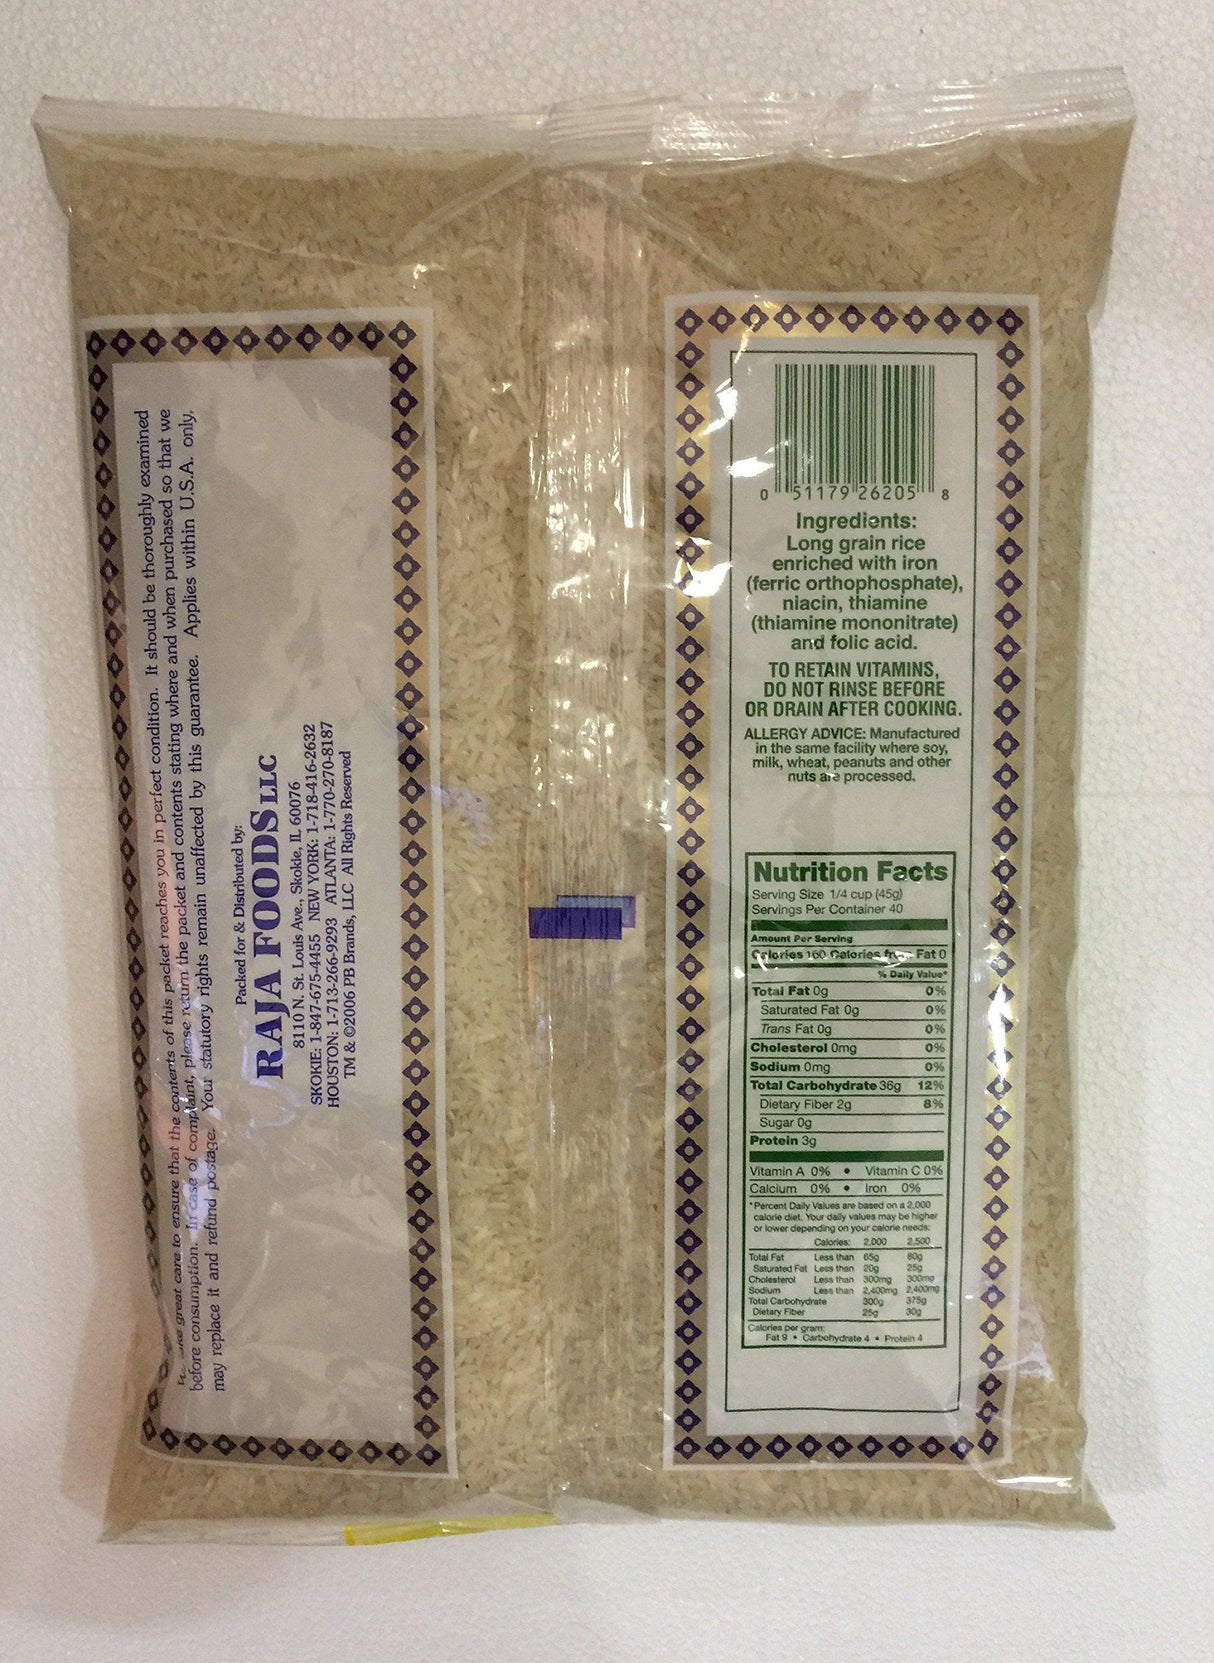 great care to ensure that the contents of this packet reaches you in perfect condition. It should be thoroughly examined
before consumption. In case of complaint, please return the packet and contents stating where and when purchased so that we
may replace it and refund postage. Your statutory rights remain unaffected by this guarantee. Applies within U.S.A. only.
Packed for & Distributed by:
RAJA FOODS LLC
8110 N. St. Louis Ave., Skokie, IL 60076
SKOKIE: 1-847-675-4455 NEW YORK: 1-718-416-2632
HOUSTON: 1-713-266-9293 ATLANTA: 1-770-270-8187
TM & ©2006 PB Brands, LLC All Rights Reserved
0 51179 26205 8
Ingredients:
Long grain rice
enriched with iron
(ferric orthophosphate),
niacin, thiamine
(thiamine mononitrate)
and folic acid.
TO RETAIN VITAMINS,
DO NOT RINSE BEFORE
OR DRAIN AFTER COOKING.
ALLERGY ADVICE: Manufactured
in the same facility where soy,
milk, wheat, peanuts and other
nuts are processed.
Nutrition Facts
Serving Size 1/4 cup (45g)
Servings Per Container 40
Amount Per Serving
Calories 160 Calories from Fat 0
% Daily Value*
Total Fat 0g 0%
Saturated Fat 0g 0%
Trans Fat 0g 0%
Cholesterol 0mg 0%
Sodium 0mg 0%
Total Carbohydrate 36g 12%
Dietary Fiber 2g 8%
Sugar 0g
Protein 3g
Vitamin A 0% • Vitamin C 0%
Calcium 0% • Iron 0%
*Percent Daily Values are based on a 2,000
calorie diet. Your daily values may be higher
or lower depending on your calorie needs:
Calories: 2,000 2,500
Total Fat Less than 65g 80g
Saturated Fat Less than 20g 25g
Cholesterol Less than 300mg 300mg
Sodium Less than 2,400mg 2,400mg
Total Carbohydrate 300g 375g
Dietary Fiber 25g 30g
Calories per gram:
Fat 9 • Carbohydrate 4 • Protein 4